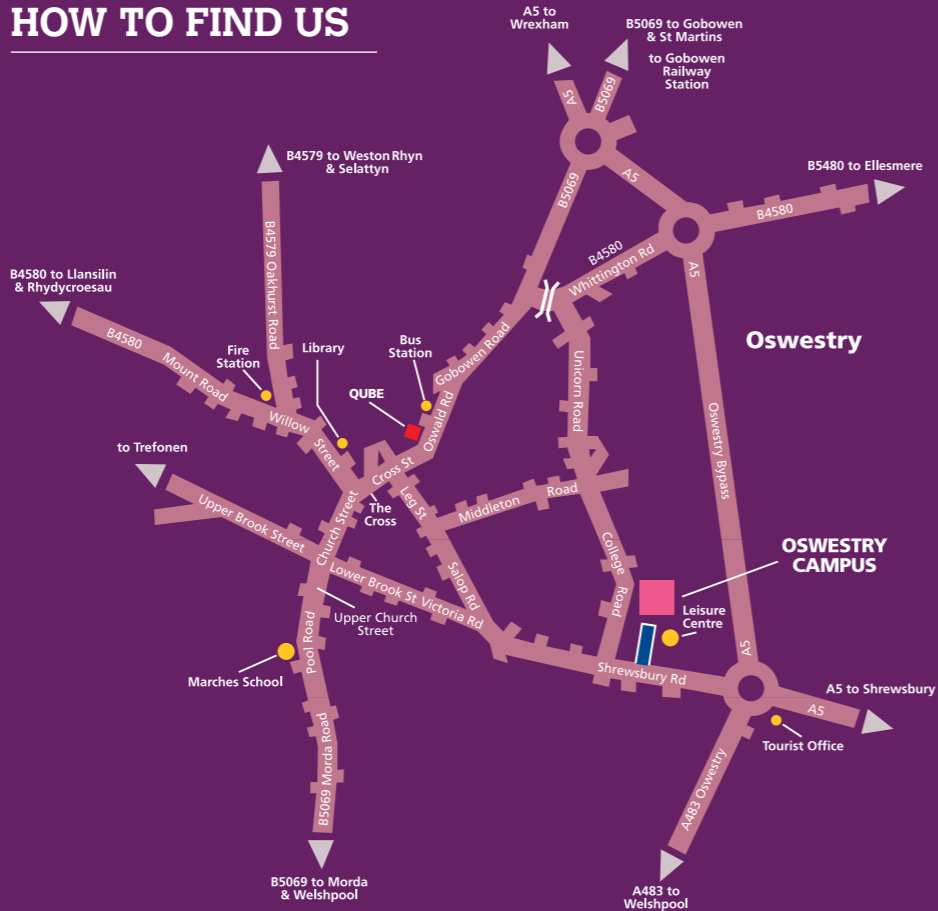 HOW TO FIND US
A5 to
Wrexham
B5069 to Gobowen
& St Martins
to Gobowen
Railway
Station
A5
B5069
B4579 to Weston Rhyn
& Selattyn
B5069
A5
B5480 to Ellesmere
B4580
B4579 Oakhurst Road
B4580
Whittington Rd
A5
B4580 to Llansilin
& Rhydycroesau
B4580
Mount Road
Fire
Station
Library
Bus
Station
Gobowen Road
Oswestry
QUBE
Unicorn Road
Oswald Rd
Willow
Street
Oswestry Bypass
to Trefonen
Cross St
Leg St
Middleton Road
The
Cross
Upper Brook Street
Church Street
College Road
OSWESTRY
CAMPUS
Lower Brook St
Victoria Rd
Salop Rd
Upper Church
Street
Leisure
Centre
Pool Road
Marches School
Shrewsbury Rd
A5
A5 to Shrewsbury
A5
Tourist Office
B5069 Morda Road
A483 Oswestry
B5069 to Morda
& Welshpool
A483 to
Welshpool